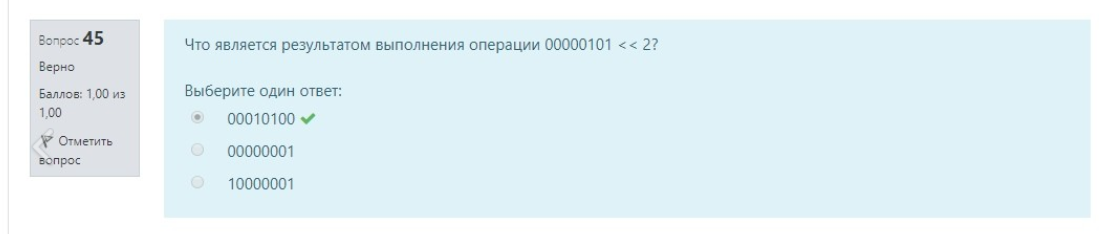 Вопрос 45
Верно
Баллов: 1,00 из
1,00
Отметить
вопрос
Что является результатом выполнения операции 00000101 << 2?
Выберите один ответ:
00010100
00000001
10000001